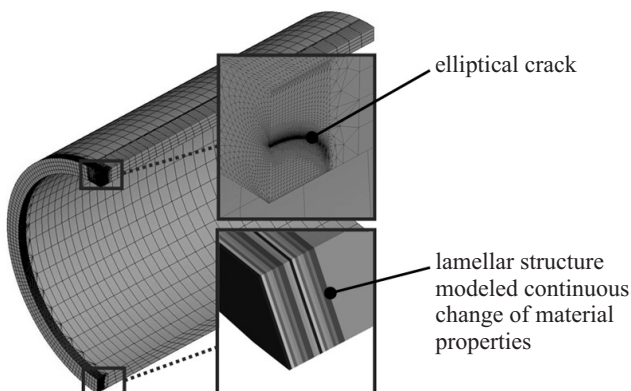 elliptical crack
lamellar structure
modeled continuous
change of material
properties